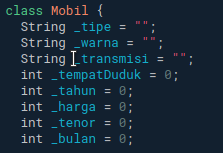 class Mobil {
String _tipe = "";
String _warna = "";
String _transmisi = "";
int _tempatDuduk = 0;
int _tahun = 0;
int _harga = 0;
int _tenor = 0;
int _bulan = 0;